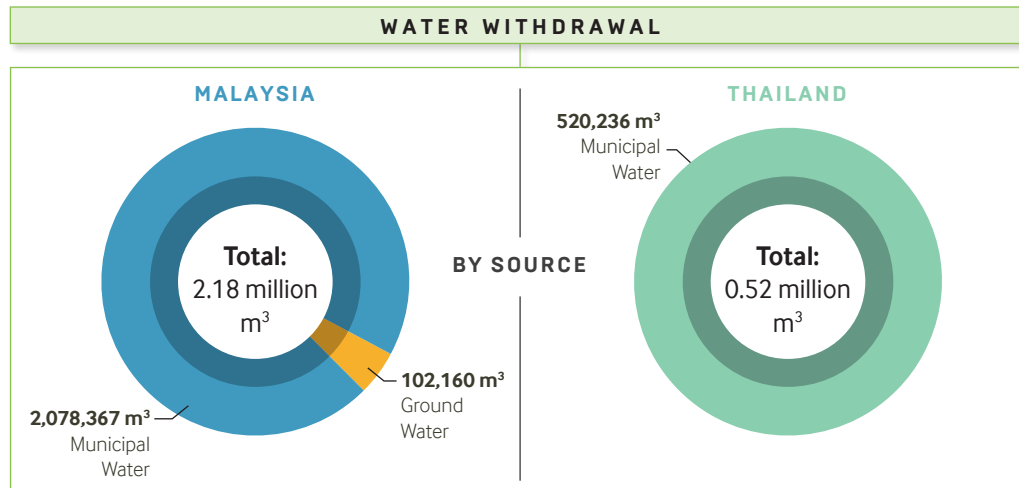 WATER WITHDRAWAL
MALAYSIA
Total:
2.18 million
m³
102,160 m³
Ground
Water
2,078,367 m³
Municipal
Water
BY SOURCE
THAILAND
520,236 m³
Municipal
Water
Total:
0.52 million
m³